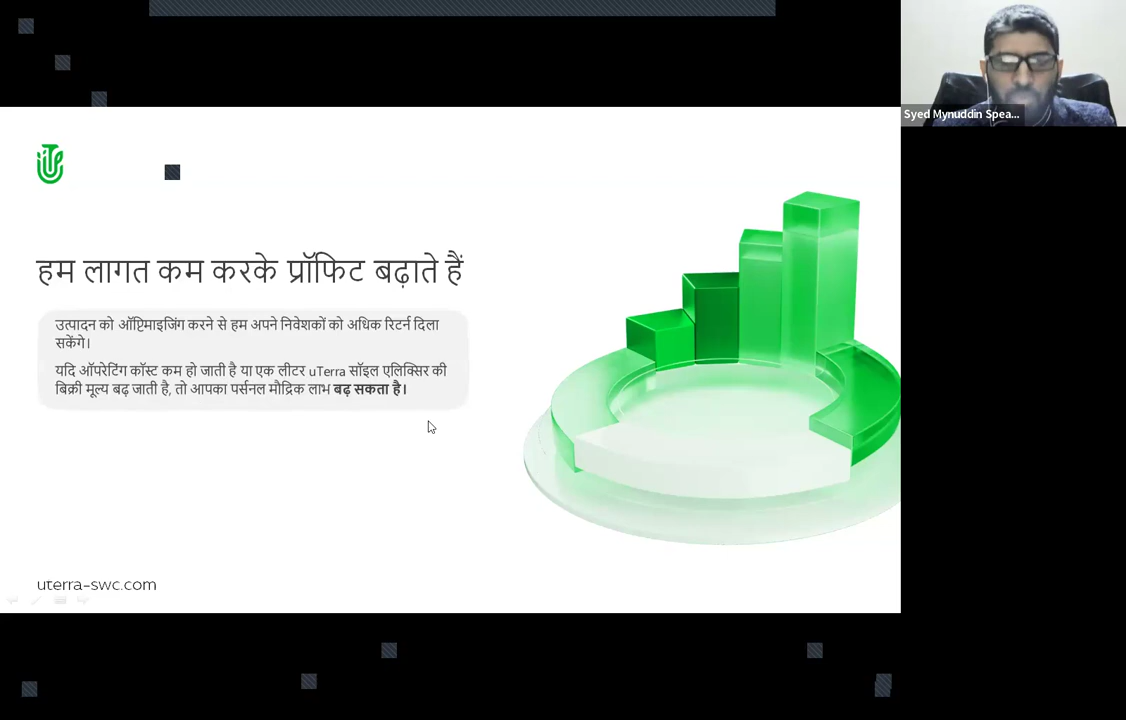 Syed Mynuddin Spea...
हम लागत कम करके प्रॉफिट बढ़ाते हैं
उत्पादन को ऑप्टिमाइजिंग करने से हम अपने निवेशकों को अधिक रिटर्न दिला
सकेंगे।
यदि ऑपरेटिंग कॉस्ट कम हो जाती है या एक लीटर uTerra सॉइल एलिक्सिर की
बिक्री मूल्य बढ़ जाती है, तो आपका पर्सनल मौद्रिक लाभ बढ़ सकता है।
uterra-swc.com